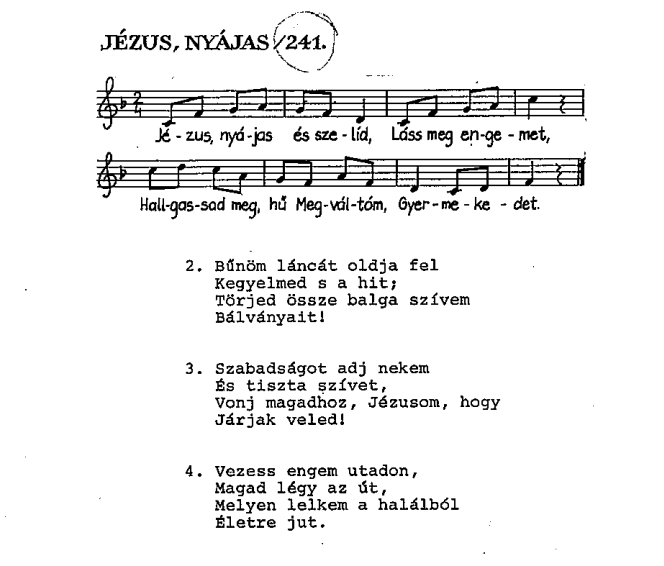 JÉZUS, NYÁJAS /241.
2
4
Jé - zus, nyá-jas és sze - líd, Láss meg en-ge - met,
Hall-gas-sad meg, hű Meg-vál-tóm, Gyer-me - ke - det.
2. Bűnöm láncát oldja fel
Kegyelmed s a hit;
Törjed össze balga szívem
Bálványait!
3. Szabadságot adj nekem
És tiszta szívet,
Vonj magadhoz, Jézusom, hogy
Járjak veled!
4. Vezess engem utadon,
Magad légy az út,
Melyen lelkem a halálból
Életre jut.